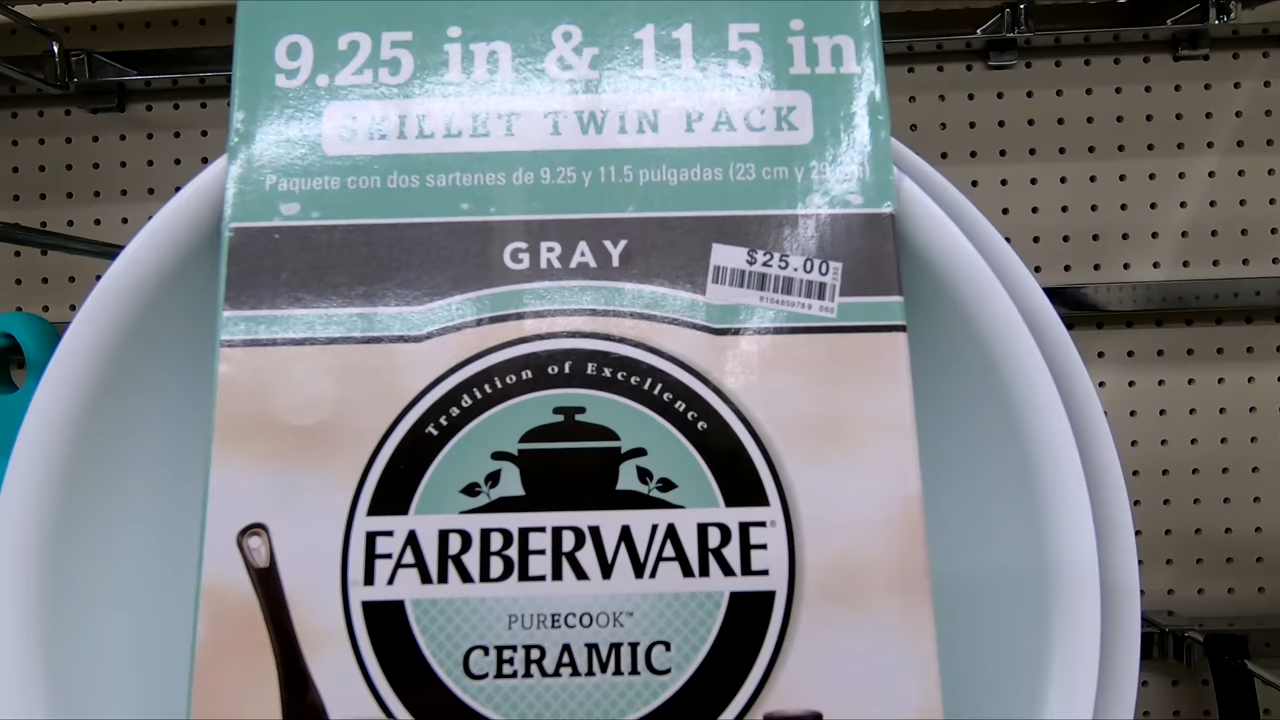 9.25 in & 11.5 in
SKILLET TWIN PACK
Paquete con dos sartenes de 9.25 y 11.5 pulgadas (23 cm y 29 cm)
GRAY
$25.00
Tradition of Excellence
FARBERWARE®
PURECOOK™
CERAMIC